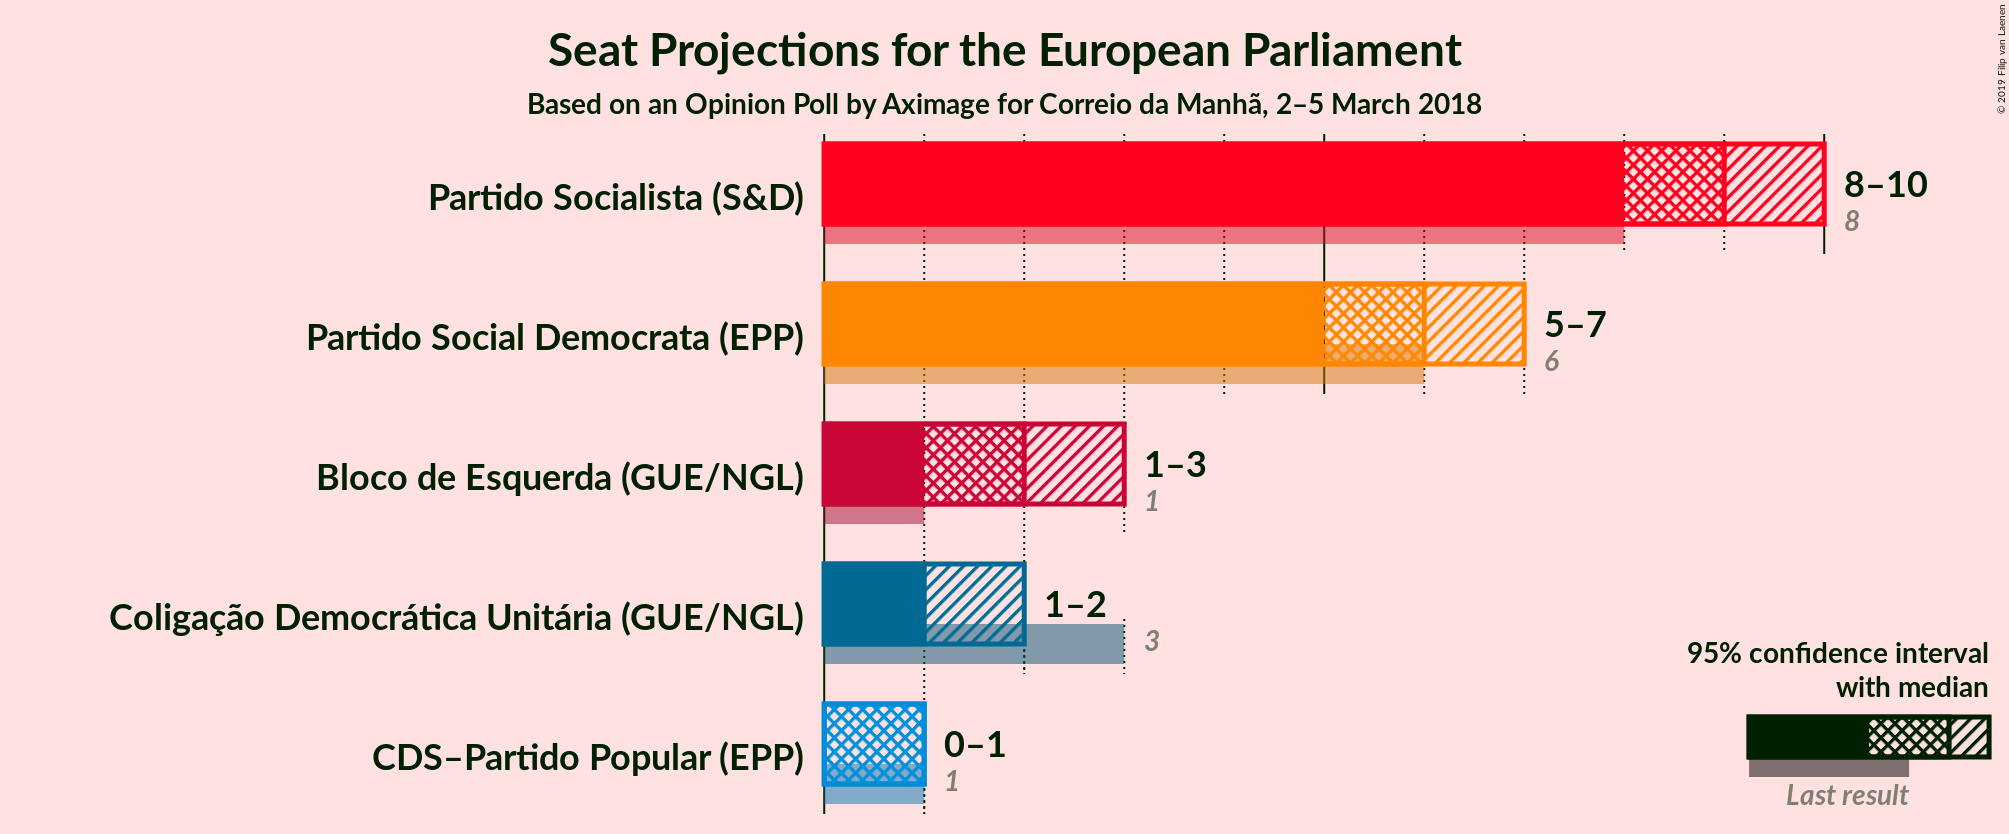 Seat Projections for the European Parliament
Based on an Opinion Poll by Aximage for Correio da Manhã, 2–5 March 2018
© 2019 Filip van Laenen
Partido Socialista (S&D)
8–10
8
Partido Social Democrata (EPP)
5–7
6
Bloco de Esquerda (GUE/NGL)
1–3
1
Coligação Democrática Unitária (GUE/NGL)
1–2
3
CDS–Partido Popular (EPP)
0–1
1
95% confidence interval
with median
Last result